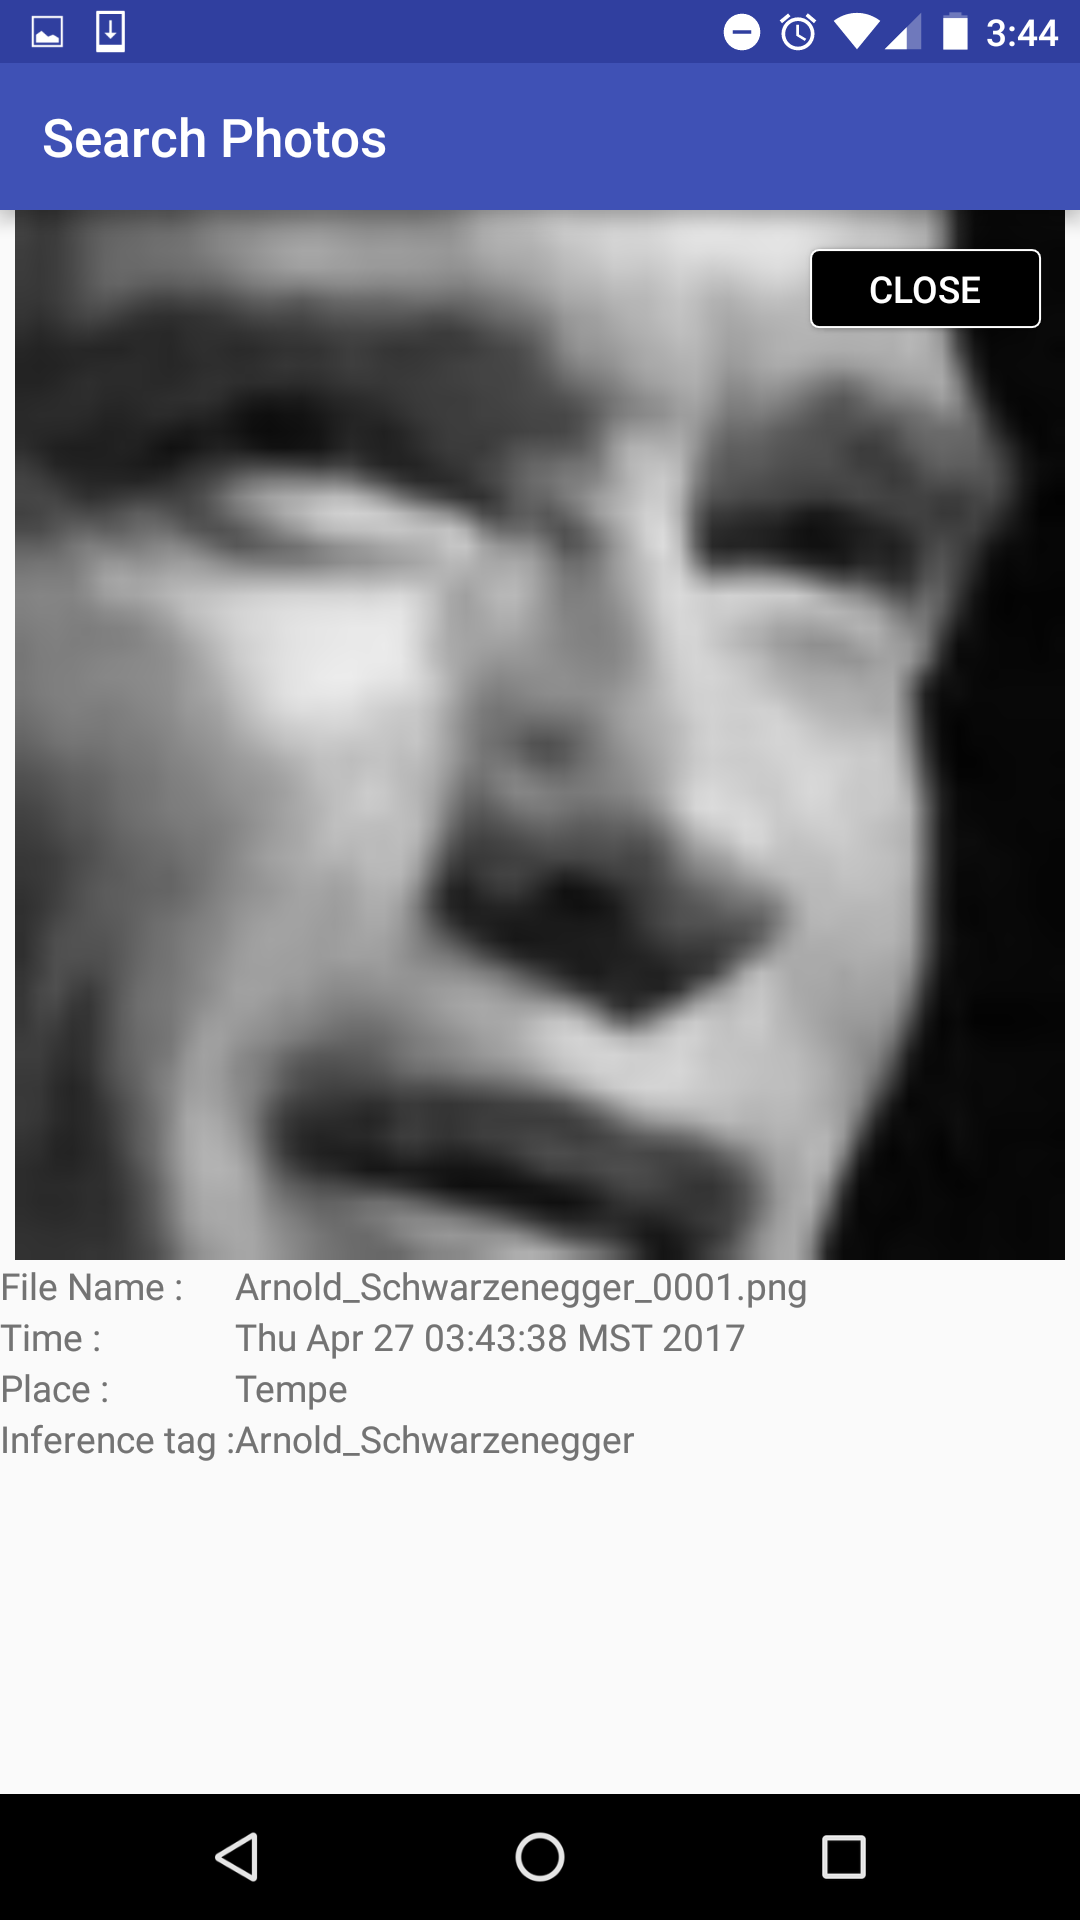 3:44
Search Photos
CLOSE
File Name : Arnold_Schwarzenegger_0001.png
Time : Thu Apr 27 03:43:38 MST 2017
Place : Tempe
Inference tag :Arnold_Schwarzenegger